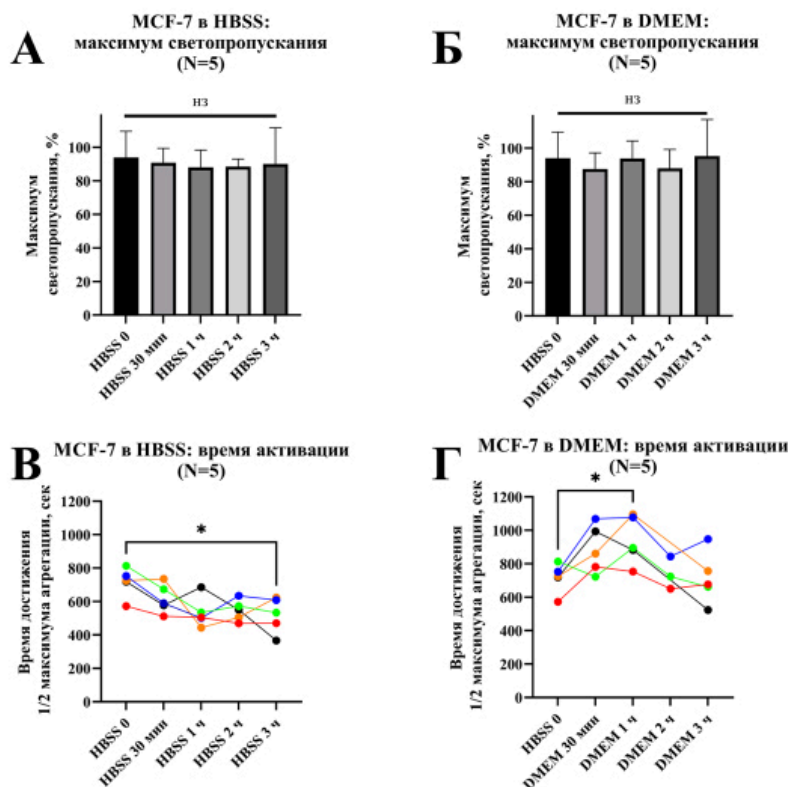 А
MCF-7 в HBSS:
максимум светопропускания
(N=5)
нз
Максимум
светопропускания, %
100
80
60
40
20
0
HBSS 0
HBSS 30 мин
HBSS 1 ч
HBSS 2 ч
HBSS 3 ч
Б
MCF-7 в DMEM:
максимум светопропускания
(N=5)
нз
Максимум
светопропускания, %
100
80
60
40
20
0
HBSS 0
DMEM 30 мин
DMEM 1 ч
DMEM 2 ч
DMEM 3 ч
В
MCF-7 в HBSS: время активации
(N=5)
*
Время достижения
1/2 максимума агрегации, сек
1200
1000
800
600
400
200
0
HBSS 0
HBSS 30 мин
HBSS 1 ч
HBSS 2 ч
HBSS 3 ч
Г
MCF-7 в DMEM: время активации
(N=5)
*
Время достижения
1/2 максимума агрегации, сек
1200
1000
800
600
400
200
0
HBSS 0
DMEM 30 мин
DMEM 1 ч
DMEM 2 ч
DMEM 3 ч